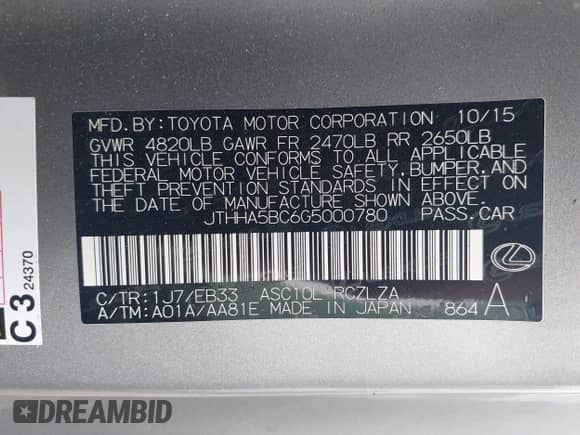 MFD.BY:TOYOTA MOTOR CORPORATION 10/15
GVWR 4820LB GAWR FR 2470LB RR 2650LB
THIS VEHICLE CONFORMS TO ALL APPLICABLE
FEDERAL MOTOR VEHICLE SAFETY,BUMPER,AND
THEFT PREVENTION STANDARDS IN EFFECT
ON THE DATE OF MANUFACTURE SHOWN ABOVE.
JTHHA5BC6G5000780 PASS.CAR
C/TR:1J7/EB33 ASC10L-RCZLZA
A/TM:A01A/AA81E MADE IN JAPAN 864 A
C3 24370
DREAMBID